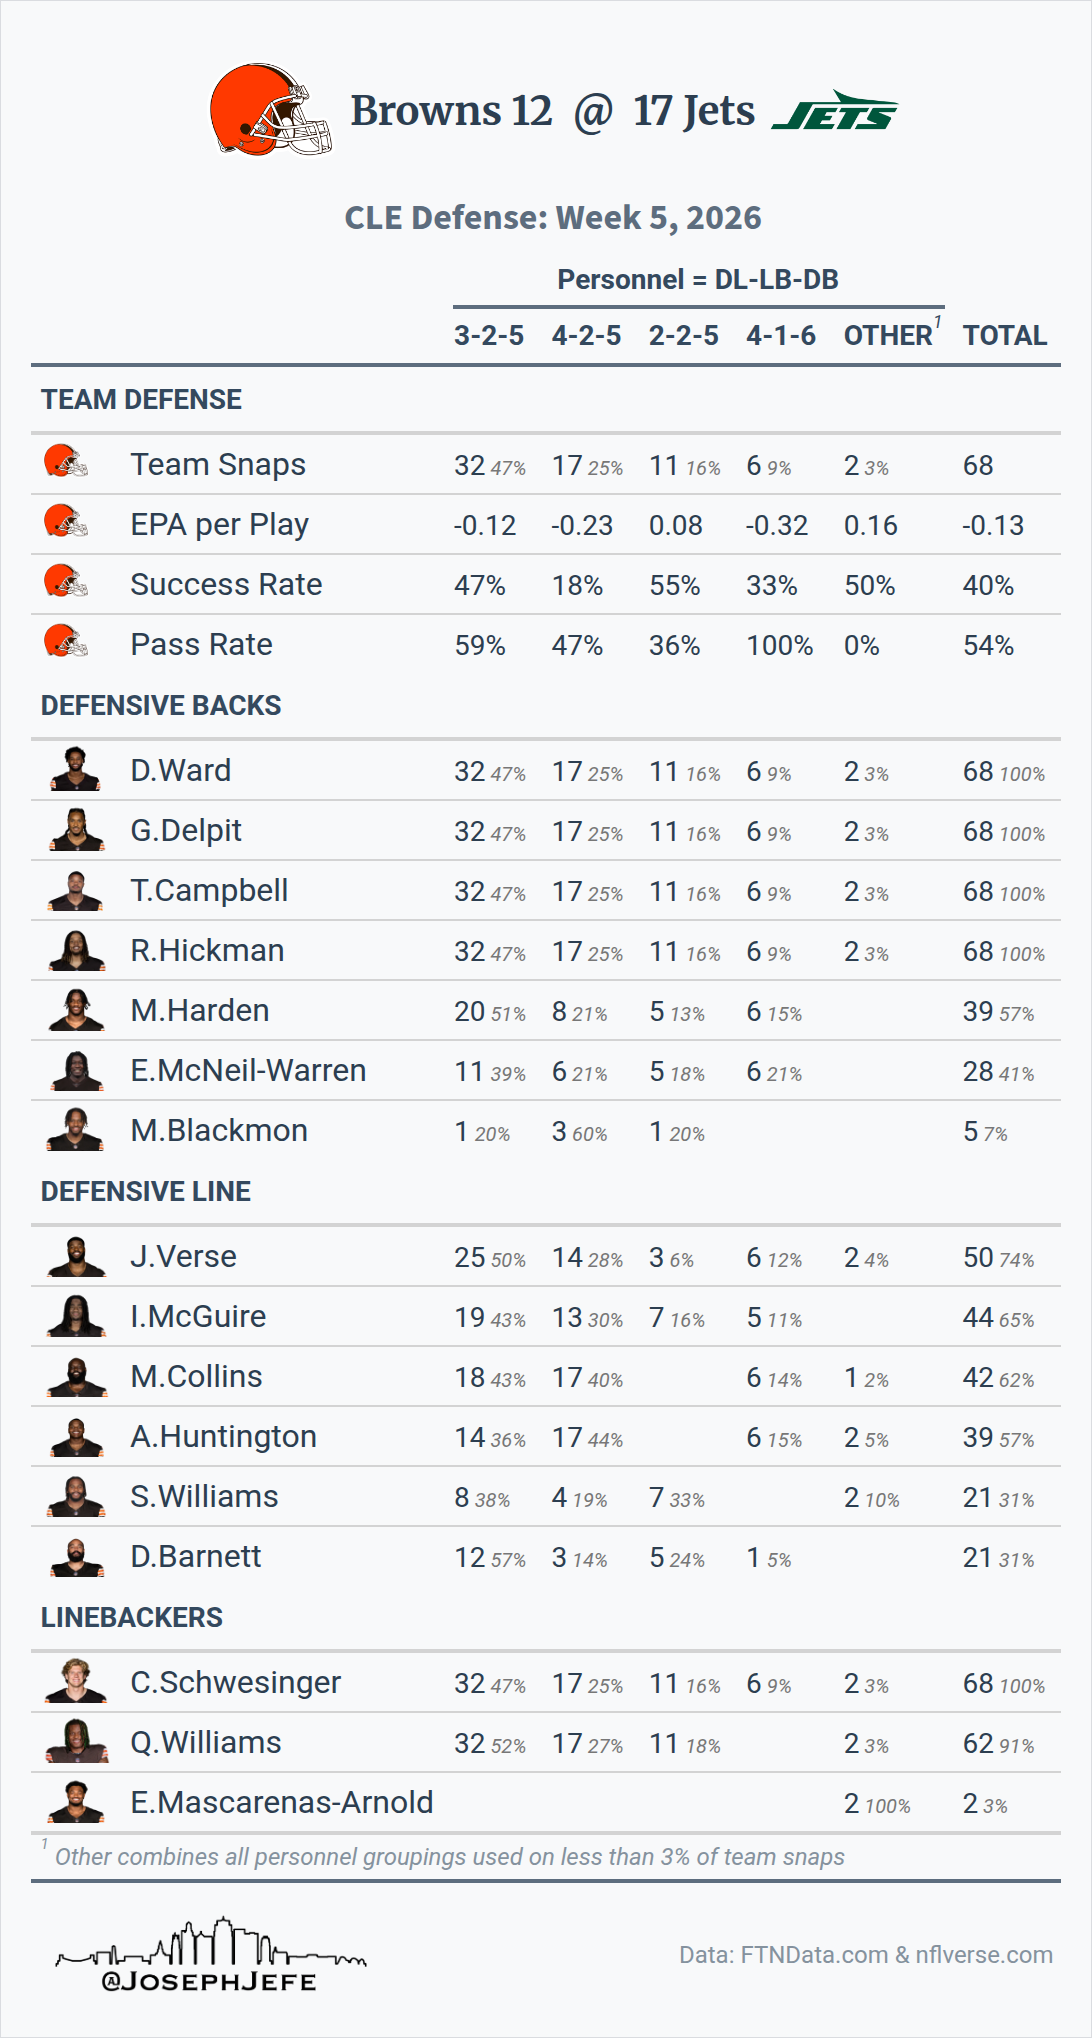 Browns 12 @ 17 Jets JETS
CLE Defense: Week 5, 2026
Personnel = DL-LB-DB
3-2-5 4-2-5 2-2-5 4-1-6 OTHER1 TOTAL
TEAM DEFENSE
Team Snaps 32 47% 17 25% 11 16% 6 9% 2 3% 68
EPA per Play -0.12 -0.23 0.08 -0.32 0.16 -0.13
Success Rate 47% 18% 55% 33% 50% 40%
Pass Rate 59% 47% 36% 100% 0% 54%
DEFENSIVE BACKS
D.Ward 32 47% 17 25% 11 16% 6 9% 2 3% 68 100%
G.Delpit 32 47% 17 25% 11 16% 6 9% 2 3% 68 100%
T.Campbell 32 47% 17 25% 11 16% 6 9% 2 3% 68 100%
R.Hickman 32 47% 17 25% 11 16% 6 9% 2 3% 68 100%
M.Harden 20 51% 8 21% 5 13% 6 15% 39 57%
E.McNeil-Warren 11 39% 6 21% 5 18% 6 21% 28 41%
M.Blackmon 1 20% 3 60% 1 20% 5 7%
DEFENSIVE LINE
J.Verse 25 50% 14 28% 3 6% 6 12% 2 4% 50 74%
I.McGuire 19 43% 13 30% 7 16% 5 11% 44 65%
M.Collins 18 43% 17 40% 6 14% 1 2% 42 62%
A.Huntington 14 36% 17 44% 6 15% 2 5% 39 57%
S.Williams 8 38% 4 19% 7 33% 2 10% 21 31%
D.Barnett 12 57% 3 14% 5 24% 1 5% 21 31%
LINEBACKERS
C.Schwesinger 32 47% 17 25% 11 16% 6 9% 2 3% 68 100%
Q.Williams 32 52% 17 27% 11 18% 2 3% 62 91%
E.Mascarenas-Arnold 2 100% 2 3%
1 Other combines all personnel groupings used on less than 3% of team snaps
@JOSEPHJEFE
Data: FTNData.com & nflverse.com